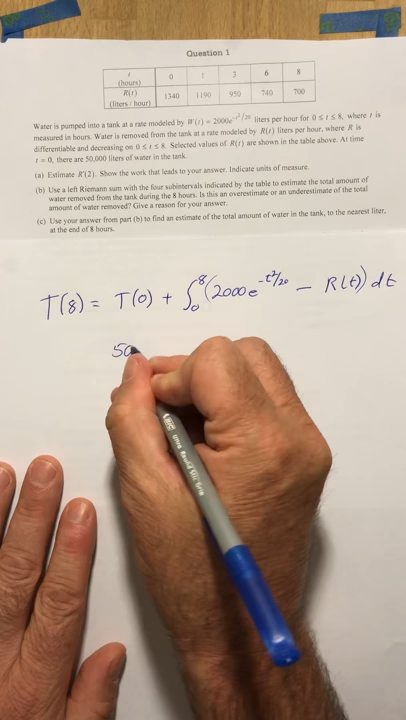 Question 1
t (hours) 0 1 3 6 8
R(t) (liters / hour) 1340 1190 950 740 700
Water is pumped into a tank at a rate modeled by W(t) = 2000e^(-t²/20) liters per hour for 0 ≤ t ≤ 8, where t is
measured in hours. Water is removed from the tank at a rate modeled by R(t) liters per hour, where R is
differentiable and decreasing on 0 ≤ t ≤ 8. Selected values of R(t) are shown in the table above. At time
t = 0, there are 50,000 liters of water in the tank.
(a) Estimate R′(2). Show the work that leads to your answer. Indicate units of measure.
(b) Use a left Riemann sum with the four subintervals indicated by the table to estimate the total amount of
water removed from the tank during the 8 hours. Is this an overestimate or an underestimate of the total
amount of water removed? Give a reason for your answer.
(c) Use your answer from part (b) to find an estimate of the total amount of water in the tank, to the nearest liter,
at the end of 8 hours.
T(8) = T(0) + ∫₀⁸ (2000e^(-t²/20) − R(t)) dt
50
BIC